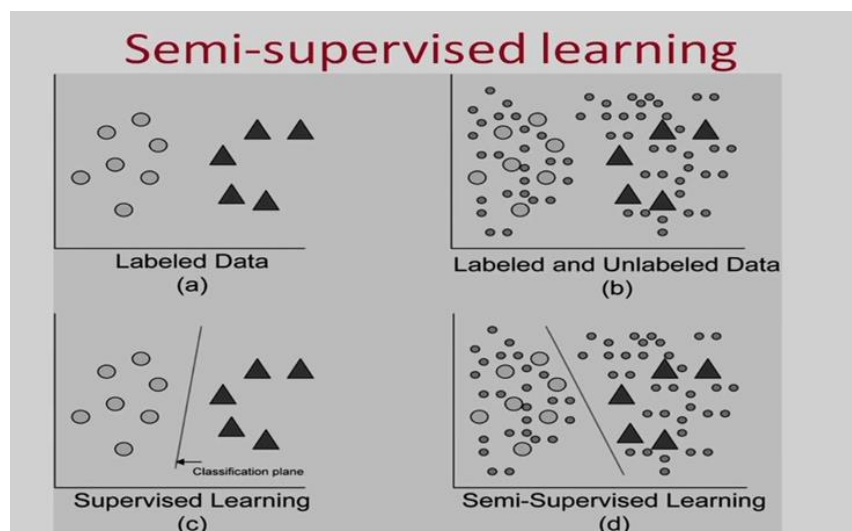 Semi-supervised learning
Labeled Data
(a)
Labeled and Unlabeled Data
(b)
Classification plane
Supervised Learning
(c)
Semi-Supervised Learning
(d)